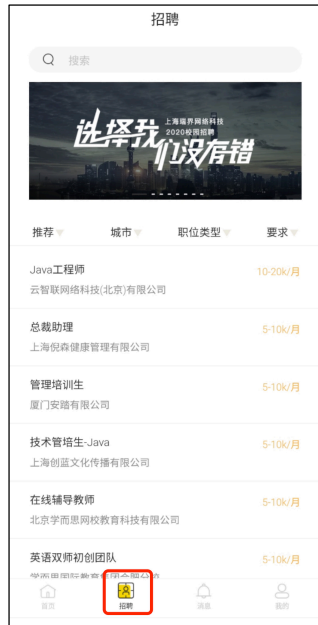 招聘
搜索
选择我
们没有错
上海瑞界网络科技
2020校园招聘
推荐 城市 职位类型 要求
Java工程师 10-20k/月
云智联网络科技(北京)有限公司
总裁助理 5-10k/月
上海倪森健康管理有限公司
管理培训生 5-10k/月
厦门安踏有限公司
技术管培生-Java 5-10k/月
上海创蓝文化传播有限公司
在线辅导教师 5-10k/月
北京学而思网校教育科技有限公司
英语双师初创团队 5-10k/月
首页 招聘 消息 我的